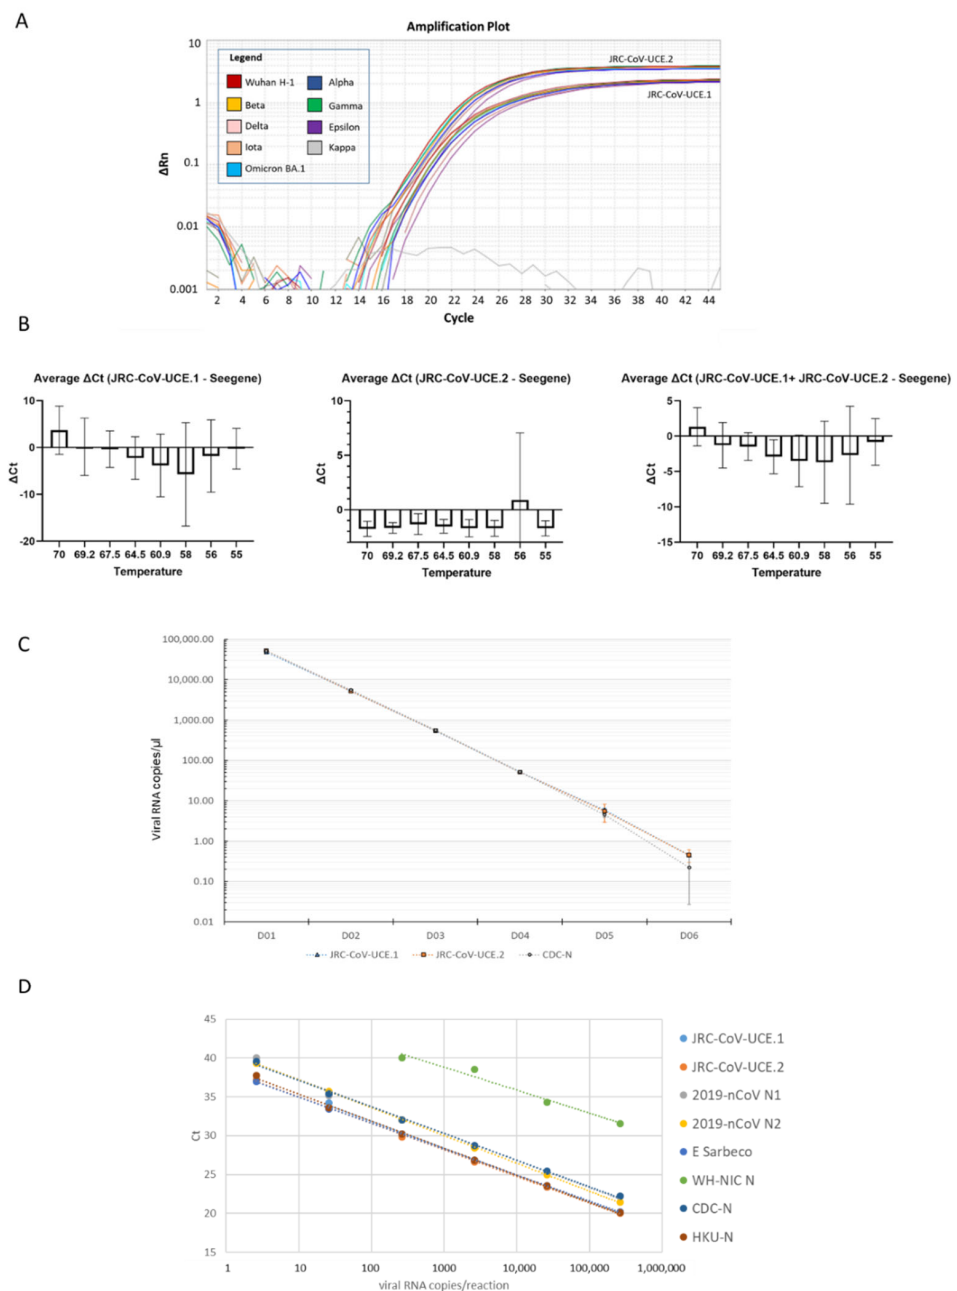 A
Amplification Plot
10
1
0.1
0.01
0.001
ΔRn
Legend
Wuhan H-1
Alpha
Beta
Gamma
Delta
Epsilon
Iota
Kappa
Omicron BA.1
JRC-CoV-UCE.2
JRC-CoV-UCE.1
2 4 6 8 10 12 14 16 18 20 22 24 26 28 30 32 34 36 38 40 42 44
Cycle
B
Average ΔCt (JRC-CoV-UCE.1 - Seegene)
10
0
-10
-20
ΔCt
70 69.2 67.5 64.5 60.9 58 56 55
Temperature
Average ΔCt (JRC-CoV-UCE.2 - Seegene)
10
5
0
ΔCt
70 69.2 67.5 64.5 60.9 58 56 55
Temperature
Average ΔCt (JRC-CoV-UCE.1+ JRC-CoV-UCE.2 - Seegene)
5
0
-5
-10
-15
ΔCt
70 69.2 67.5 64.5 60.9 58 56 55
Temperature
C
100,000.00
10,000.00
1,000.00
100.00
10.00
1.00
0.10
0.01
Viral RNA copies/µl
D01 D02 D03 D04 D05 D06
JRC-CoV-UCE.1 JRC-CoV-UCE.2 CDC-N
D
45
40
35
30
25
20
15
Ct
1 10 100 1000 10,000 100,000 1,000,000
viral RNA copies/reaction
JRC-CoV-UCE.1
JRC-CoV-UCE.2
2019-nCoV N1
2019-nCoV N2
E Sarbeco
WH-NIC N
CDC-N
HKU-N